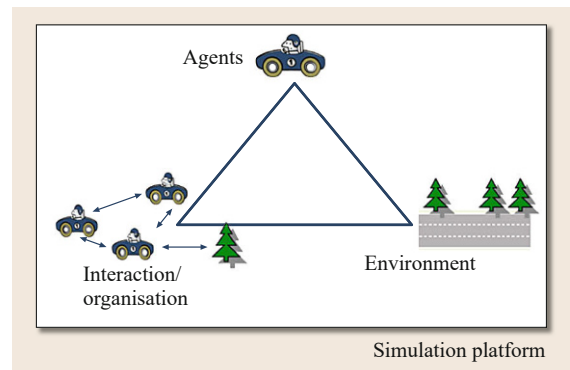 Agents
Interaction/
organisation
Environment
Simulation platform